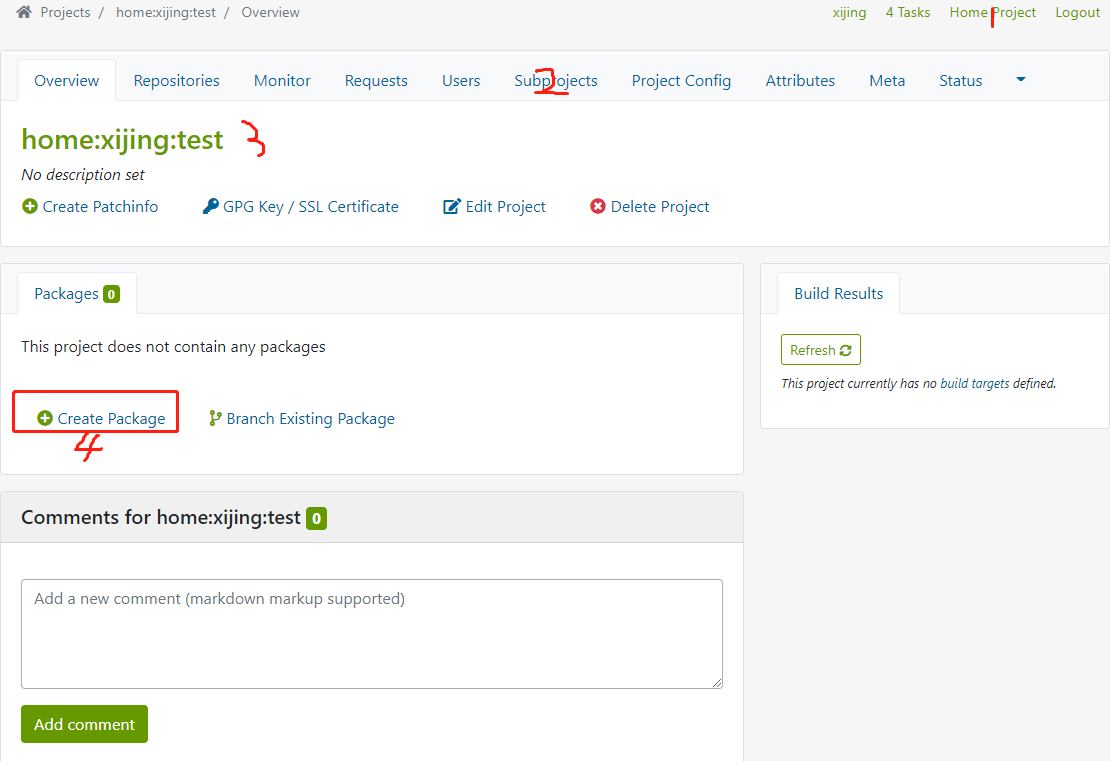 Projects / home:xijing:test / Overview
xijing 4 Tasks Home Project Logout
1
Overview Repositories Monitor Requests Users Subprojects Project Config Attributes Meta Status
2
home:xijing:test 3
No description set
Create Patchinfo GPG Key / SSL Certificate Edit Project Delete Project
Packages 0
This project does not contain any packages
Create Package Branch Existing Package
4
Build Results
Refresh
This project currently has no build targets defined.
Comments for home:xijing:test 0
Add a new comment (markdown markup supported)
Add comment